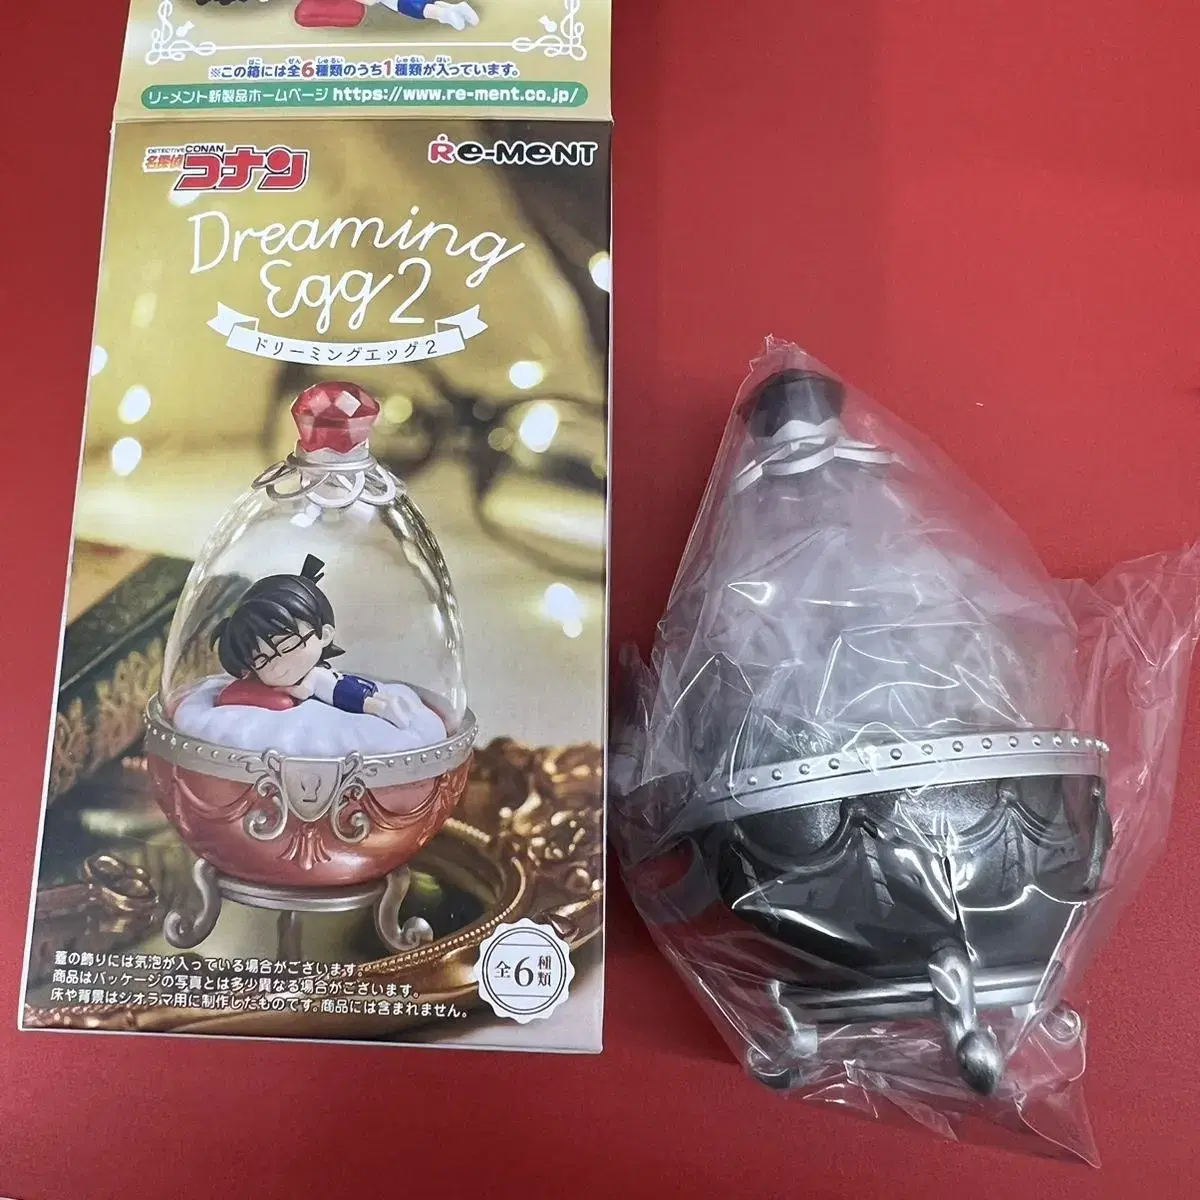 ※この箱には全6種類のうち1種類が入っています。
リーメント新製品ホームページ https://www.re-ment.co.jp/
DETECTIVE CONAN
名探偵コナン
Re-MeNT
Dreaming
Egg 2
ドリーミングエッグ2
蓋の飾りには気泡が入っている場合がございます。
商品はパッケージの写真とは多少異なる場合がございます。
床や背景はジオラマ用に制作したものです。商品には含まれません。
全6種類